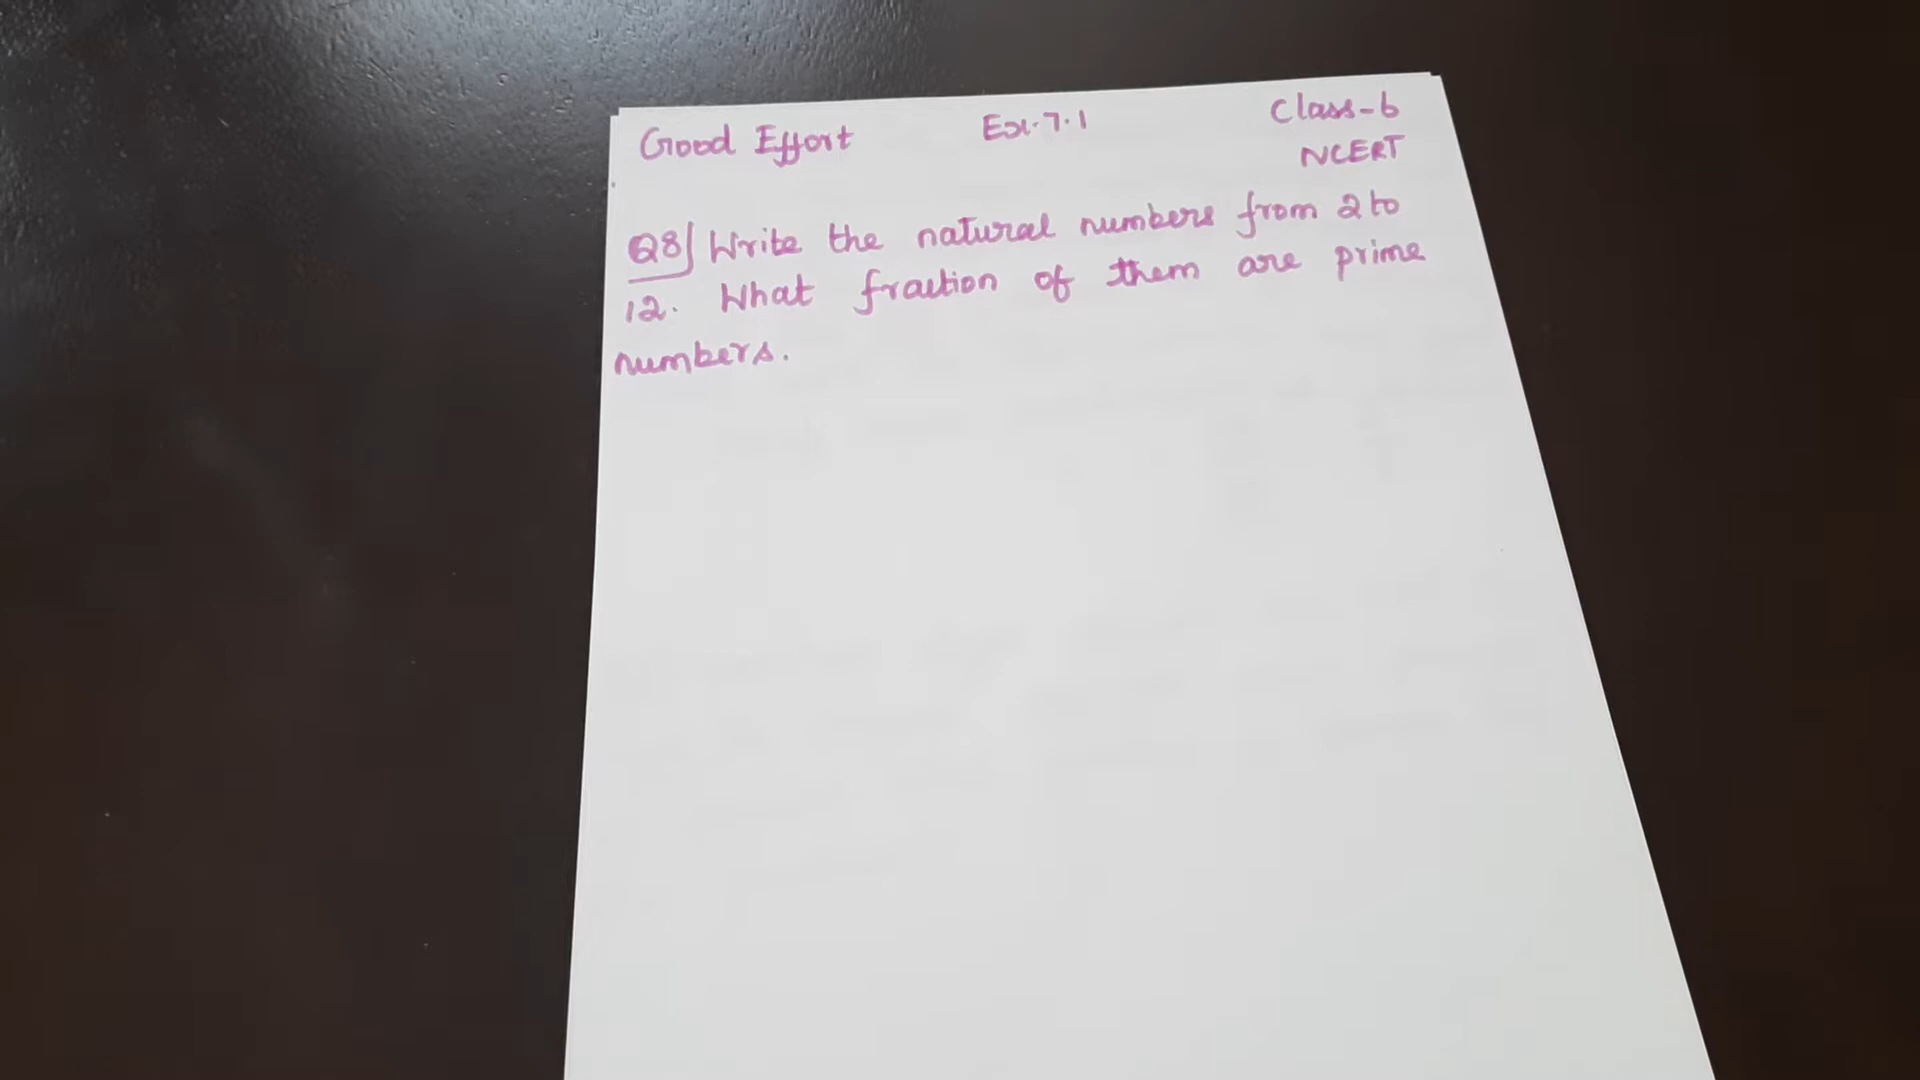 Good Effort Ex.7.1 Class-6
NCERT
Q8) Write the natural numbers from 2 to
12. What fraction of them are prime
numbers.